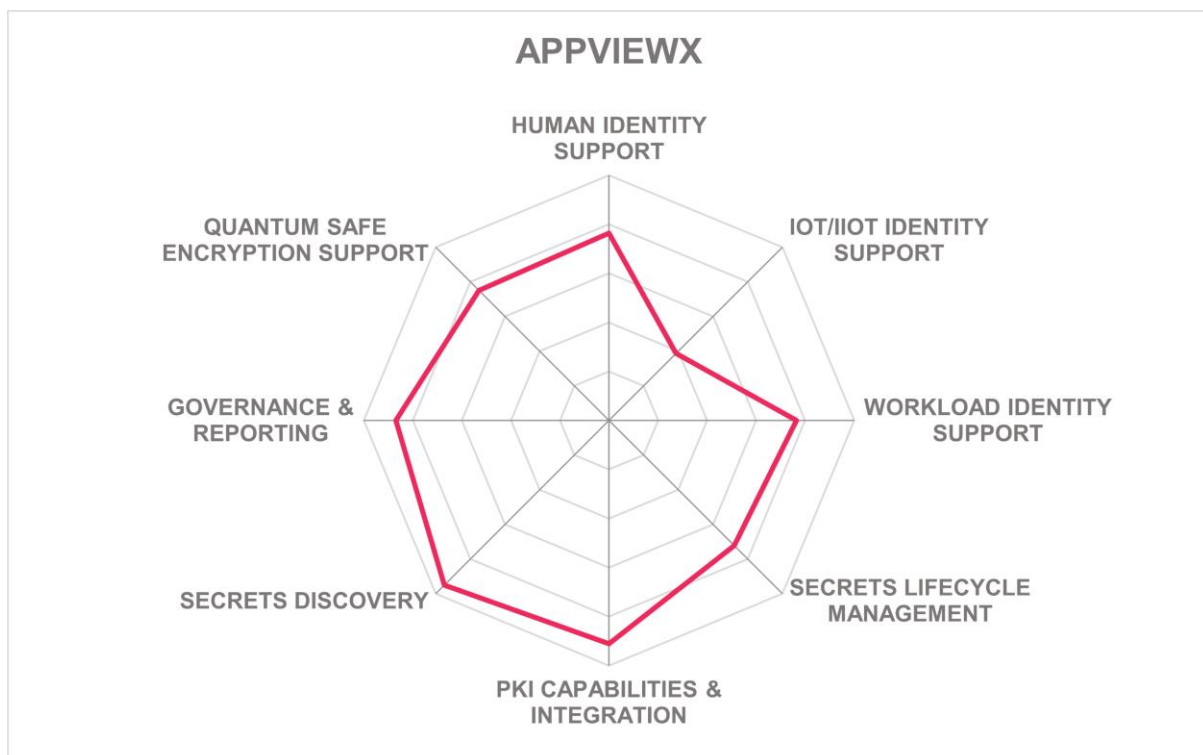 APPVIEWX
HUMAN IDENTITY
SUPPORT
QUANTUM SAFE
ENCRYPTION SUPPORT
IOT/IIOT IDENTITY
SUPPORT
GOVERNANCE &
REPORTING
WORKLOAD IDENTITY
SUPPORT
SECRETS DISCOVERY
SECRETS LIFECYCLE
MANAGEMENT
PKI CAPABILITIES &
INTEGRATION